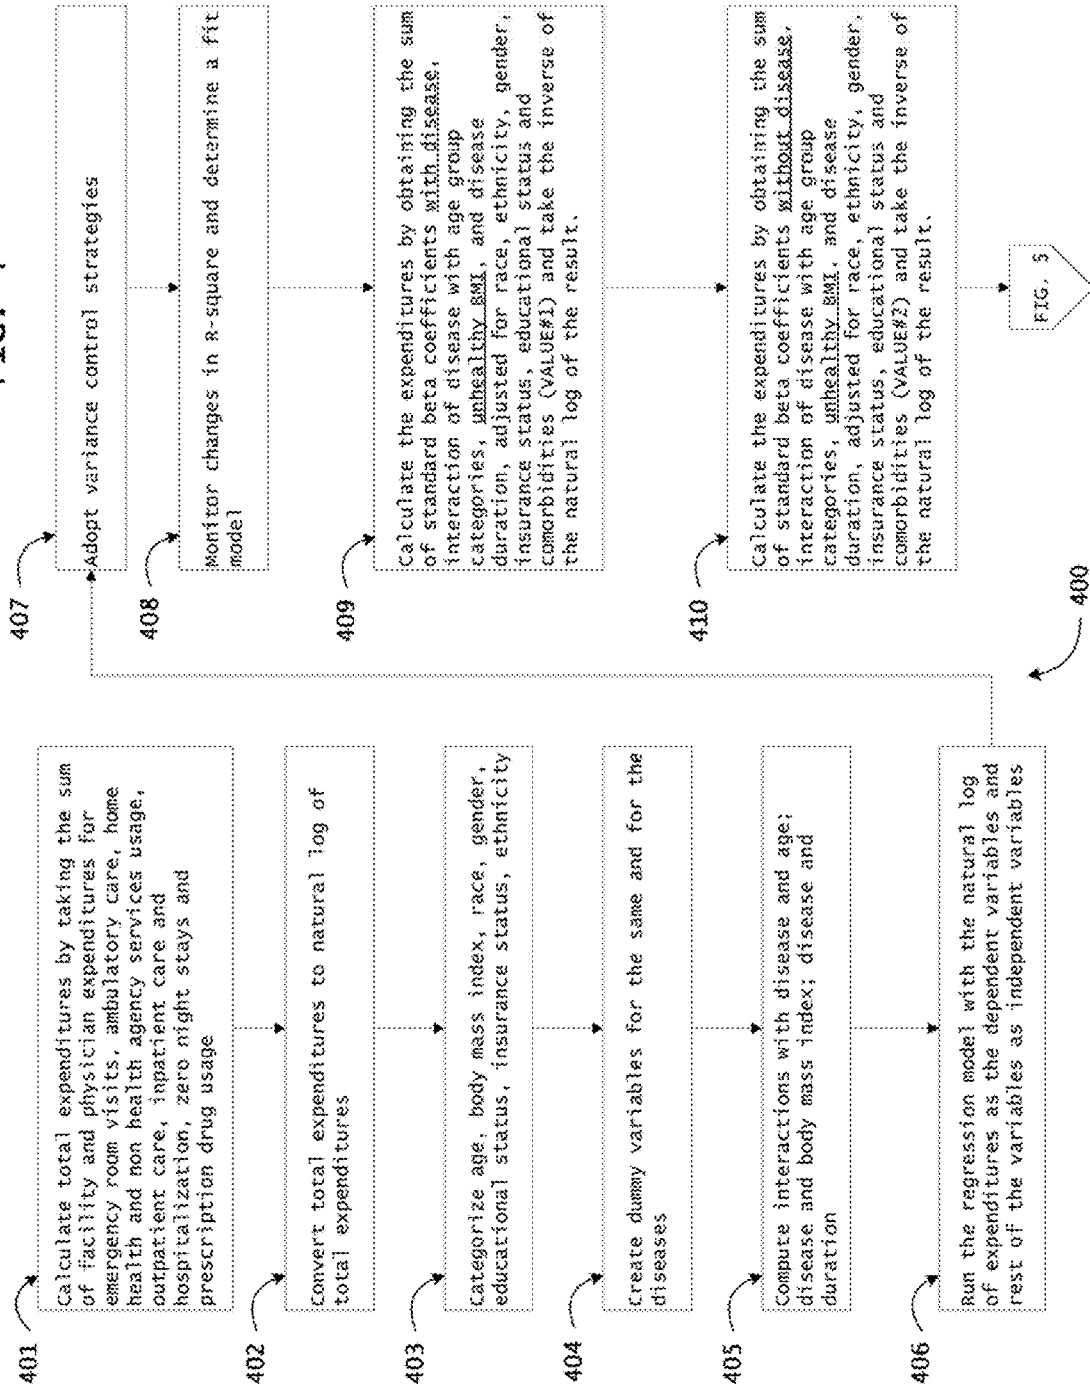 401
Calculate total expenditures by taking the sum
of facility and physician expenditures for
emergency room visits, ambulatory care, home
health and non health agency services usage,
outpatient care, inpatient care and
hospitalization, zero night stays and
prescription drug usage
402
Convert total expenditures to natural log of
total expenditures
403
Categorize age, body mass index, race, gender,
educational status, insurance status, ethnicity
404
Create dummy variables for the same and for the
diseases
405
Compute interactions with disease and age;
disease and body mass index; disease and
duration
406
Run the regression model with the natural log
of expenditures as the dependent variables and
rest of the variables as independent variables
407
Adopt variance control strategies
408
Monitor changes in R-square and determine a fit
model
409
Calculate the expenditures by obtaining the sum
of standard beta coefficients with disease,
interaction of disease with age group
categories, unhealthy BMI, and disease
duration, adjusted for race, ethnicity, gender,
insurance status, educational status and
comorbidities (VALUE#1) and take the inverse of
the natural log of the result.
410
Calculate the expenditures by obtaining the sum
of standard beta coefficients without disease,
interaction of disease with age group
categories, unhealthy BMI, and disease
duration, adjusted for race, ethnicity, gender,
insurance status, educational status and
comorbidities (VALUE#2) and take the inverse of
the natural log of the result.
FIG. 5
400